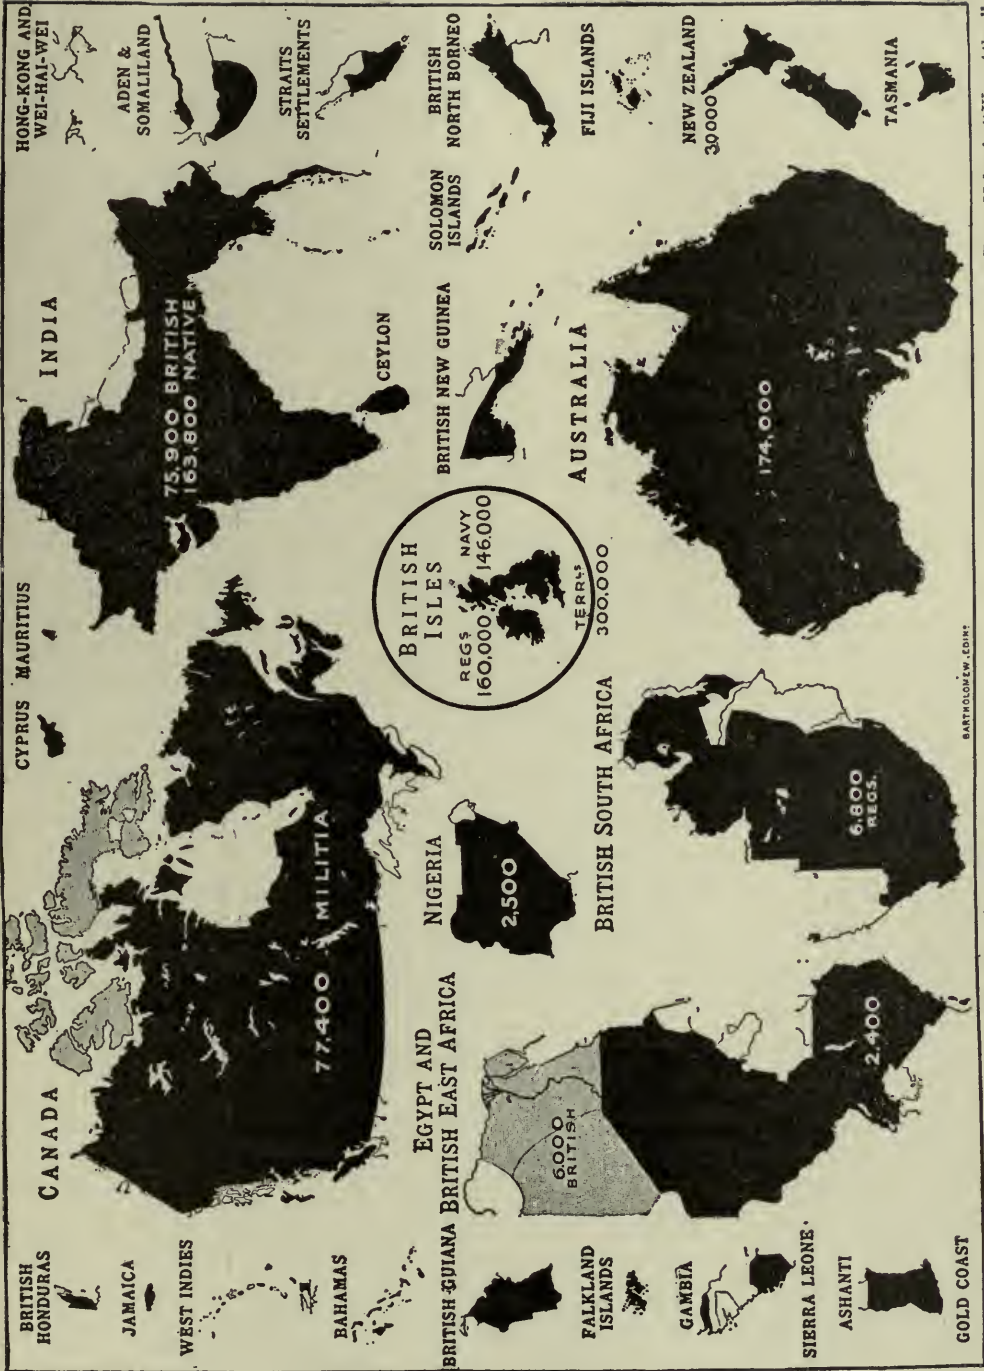 BRITISH
HONDURAS
JAMAICA
WEST INDIES
BAHAMAS
BRITISH GUIANA
FALKLAND
ISLANDS
GAMBIA
SIERRA LEONE
ASHANTI
GOLD COAST
CANADA
77,400 MILITIA
EGYPT AND
BRITISH EAST AFRICA
6.000
BRITISH
2,400
CYPRUS
MAURITIUS
NIGERIA
2,500
BRITISH
ISLES
REGS NAVY
160,000 146.000
TERRLS
300.000
BRITISH SOUTH AFRICA
6.800
REGS.
INDIA
75.900 BRITISH
163.800 NATIVE
CEYLON
BRITISH NEW GUINEA
SOLOMON
ISLANDS
AUSTRALIA
174,000
HONG-KONG AND
WEI-HAI-WEI
ADEN &
SOMALILAND
STRAITS
SETTLEMENTS
BRITISH
NORTH BORNEO
FIJI ISLANDS
NEW ZEALAND
30000
TASMANIA
BARTHOLOMEW, EDINR